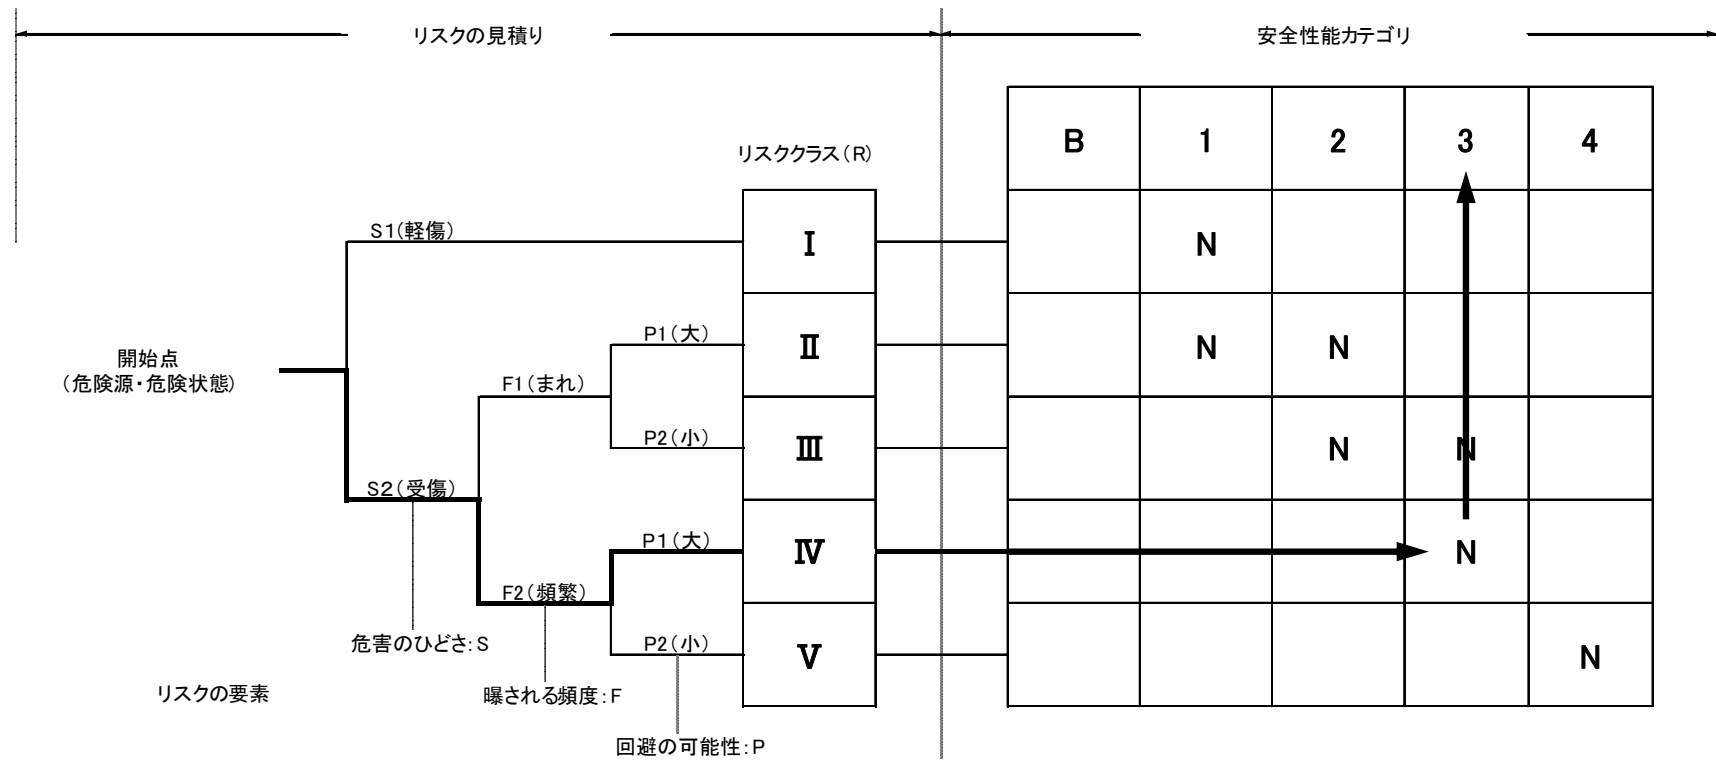 リスクの見積り
安全性能カテゴリ
リスククラス(R)
B 1 2 3 4
S1(軽傷)
Ⅰ N
P1(大)
Ⅱ N N
開始点
(危険源・危険状態)
F1(まれ)
P2(小)
Ⅲ N N
S2(受傷)
P1(大)
Ⅳ N
F2(頻繁)
危害のひどさ:S
P2(小)
Ⅴ N
リスクの要素
曝される頻度:F
回避の可能性:P